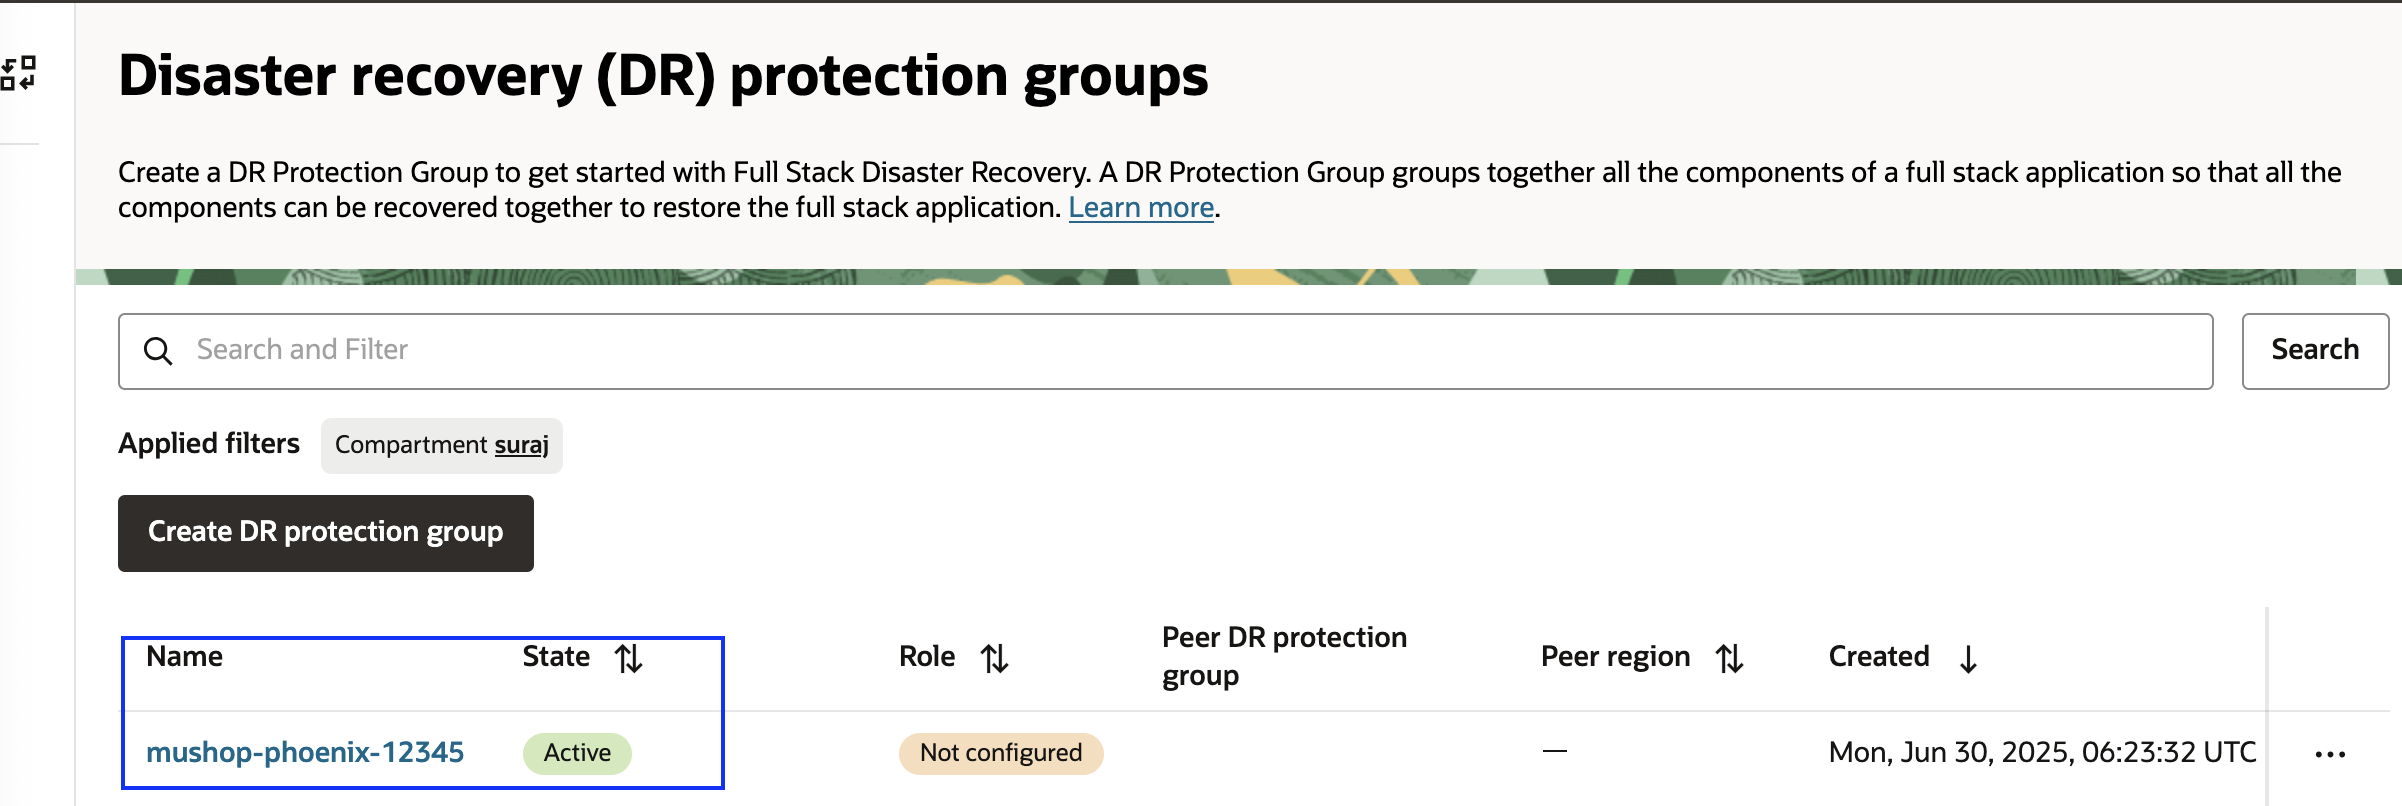 Disaster recovery (DR) protection groups
Create a DR Protection Group to get started with Full Stack Disaster Recovery. A DR Protection Group groups together all the components of a full stack application so that all the
components can be recovered together to restore the full stack application. Learn more.
Search and Filter
Search
Applied filters Compartment suraj
Create DR protection group
Name State Role Peer DR protection group Peer region Created
mushop-phoenix-12345 Active Not configured — Mon, Jun 30, 2025, 06:23:32 UTC